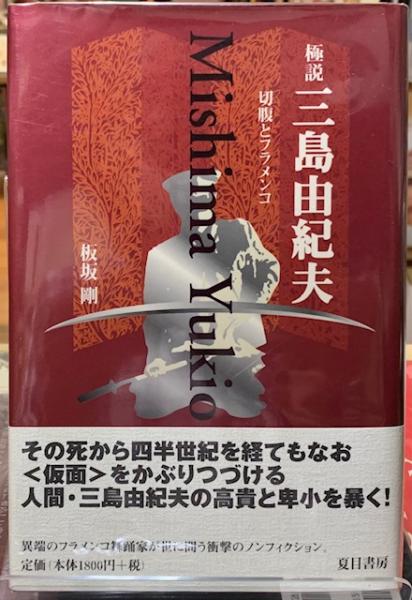 極説
三島由紀夫
切腹とフラメンコ
Mishima Yukio
板坂 剛
その死から四半世紀を経てもなお
<仮面>をかぶりつづける
人間・三島由紀夫の高貴と卑小を暴く!
異端のフラメンコ舞踊家が世に問う衝撃のノンフィクション。
定価(本体1800円+税)
夏目書房